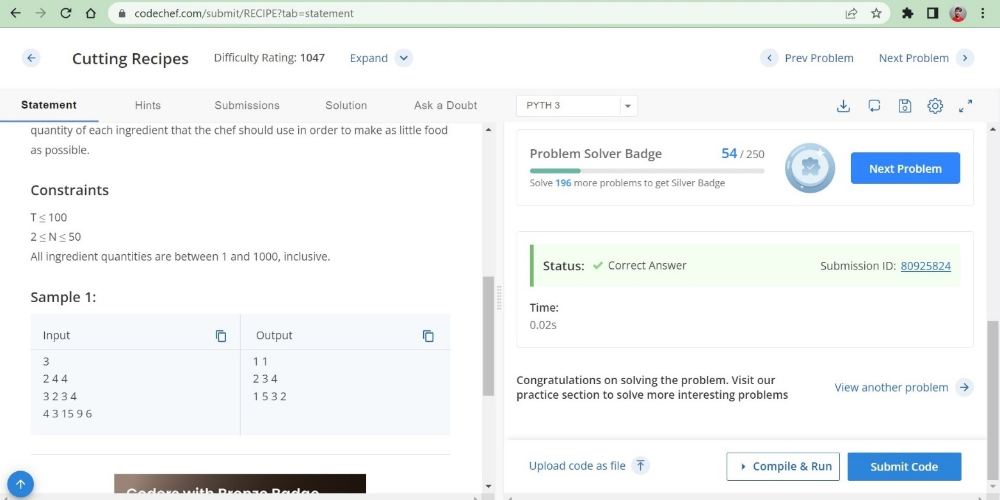 codechef.com/submit/RECIPE?tab=statement
Cutting Recipes
Difficulty Rating: 1047
Expand
Prev Problem
Next Problem
Statement
Hints
Submissions
Solution
Ask a Doubt
PYTH 3
quantity of each ingredient that the chef should use in order to make as little food
as possible.
Constraints
T ≤ 100
2 ≤ N ≤ 50
All ingredient quantities are between 1 and 1000, inclusive.
Sample 1:
Input
Output
3
2 4 4
3 2 3 4
4 3 15 9 6
1 1
2 3 4
1 5 3 2
Coders with Bronze Badge
Problem Solver Badge
54 / 250
Solve 196 more problems to get Silver Badge
Next Problem
Status: Correct Answer
Submission ID: 80925824
Time:
0.02s
Congratulations on solving the problem. Visit our
practice section to solve more interesting problems
View another problem
Upload code as file
Compile & Run
Submit Code